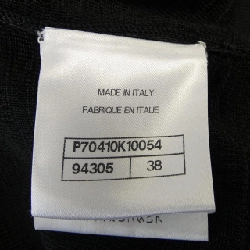 MADE IN ITALY
FABRIQUE EN ITALIE
P70410K10054
94305 38